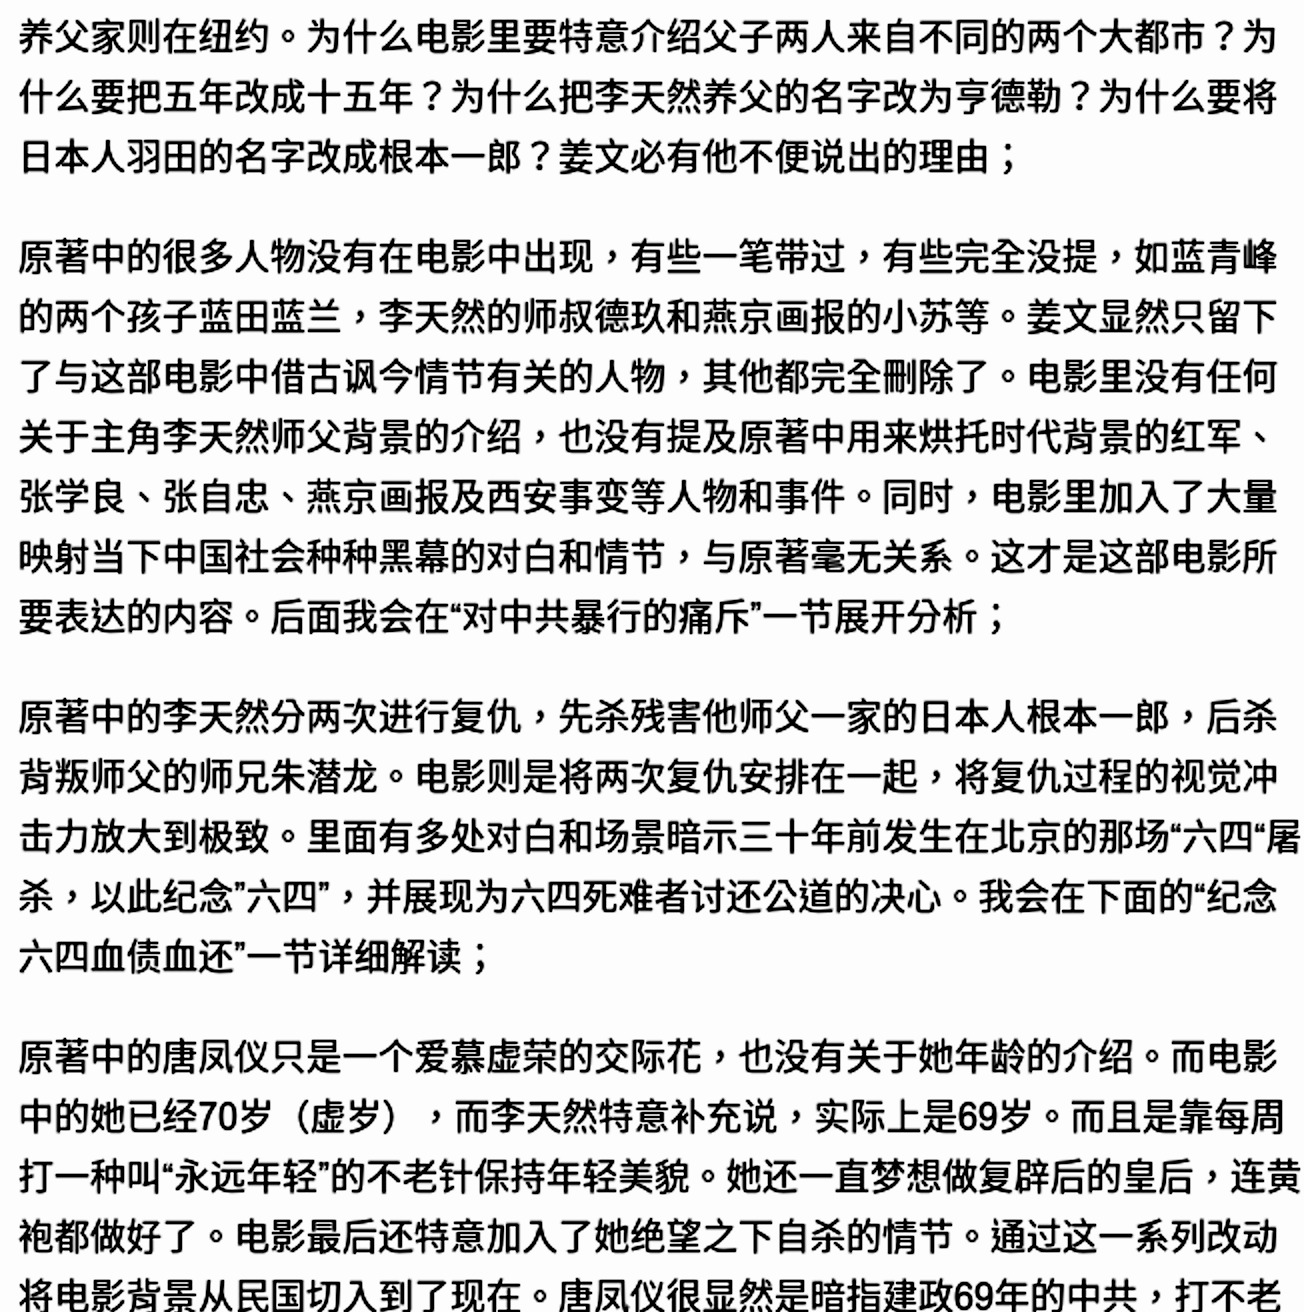 养父家则在纽约。为什么电影里要特意介绍父子两人来自不同的两个大都市？为
什么要把五年改成十五年？为什么把李天然养父的名字改为亨德勒？为什么要将
日本人羽田的名字改成根本一郎？姜文必有他不便说出的理由；
原著中的很多人物没有在电影中出现，有些一笔带过，有些完全没提，如蓝青峰
的两个孩子蓝田蓝兰，李天然的师叔德玖和燕京画报的小苏等。姜文显然只留下
了与这部电影中借古讽今情节有关的人物，其他都完全刪除了。电影里没有任何
关于主角李天然师父背景的介绍，也没有提及原著中用来烘托时代背景的红军、
张学良、张自忠、燕京画报及西安事变等人物和事件。同时，电影里加入了大量
映射当下中国社会种种黑幕的对白和情节，与原著毫无关系。这才是这部电影所
要表达的内容。后面我会在“对中共暴行的痛斥”一节展开分析；
原著中的李天然分两次进行复仇，先杀残害他师父一家的日本人根本一郎，后杀
背叛师父的师兄朱潜龙。电影则是将两次复仇安排在一起，将复仇过程的视觉冲
击力放大到极致。里面有多处对白和场景暗示三十年前发生在北京的那场“六四“屠
杀，以此纪念”六四”，并展现为六四死难者讨还公道的决心。我会在下面的“纪念
六四血债血还”一节详细解读；
原著中的唐凤仪只是一个爱慕虚荣的交际花，也没有关于她年龄的介绍。而电影
中的她已经70岁（虚岁），而李天然特意补充说，实际上是69岁。而且是靠每周
打一种叫“永远年轻”的不老针保持年轻美貌。她还一直梦想做复辟后的皇后，连黄
袍都做好了。电影最后还特意加入了她绝望之下自杀的情节。通过这一系列改动
将电影背景从民国切入到了现在。唐凤仪很显然是暗指建政69年的中共，打不老